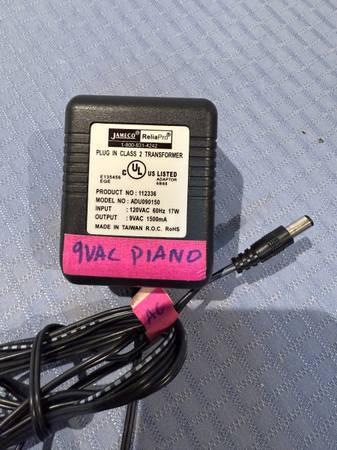 JAMECO ReliaPro
1-800-831-4242
PLUG IN CLASS 2 TRANSFORMER
C UL US LISTED
E135456
EGE
ADAPTOR
4B68
PRODUCT NO : 112336
MODEL NO : ADU090150
INPUT : 120VAC 60Hz 17W
OUTPUT : 9VAC 1500mA
MADE IN TAIWAN R.O.C. RoHS
9VAC PIANO